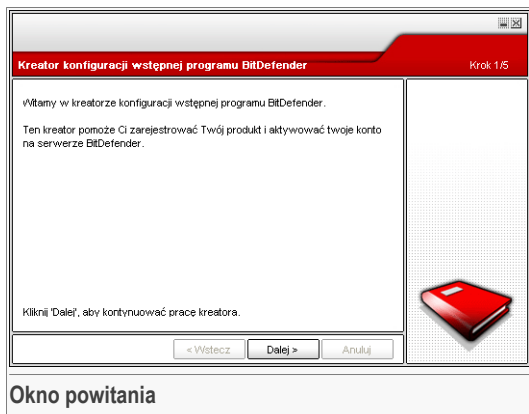 Kreator konfiguracji wstępnej programu BitDefender
Krok 1/5
Witamy w kreatorze konfiguracji wstępnej programu BitDefender.
Ten kreator pomoże Ci zarejestrować Twój produkt i aktywować twoje konto
na serwerze BitDefender.
Kliknij 'Dalej', aby kontynuować pracę kreatora.
< Wstecz
Dalej >
Anuluj
Okno powitania